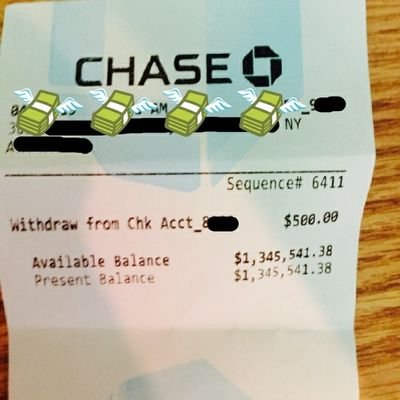 CHASE
AM
NY
Sequence# 6411
Withdraw from Chk Acct_8 $500.00
Available Balance $1,345,541.38
Present Balance $1,345,541.38